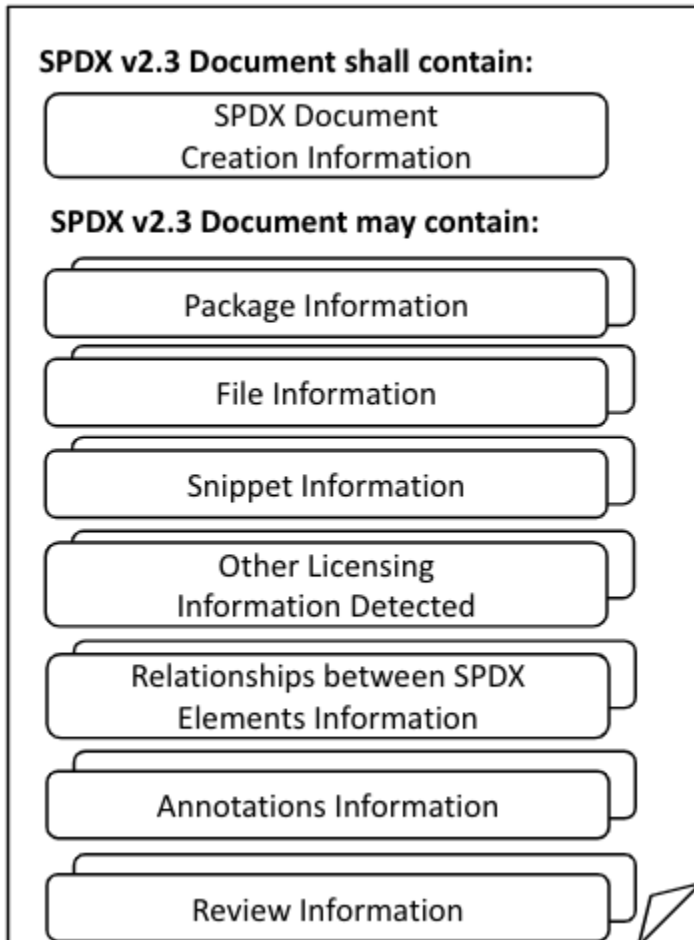 SPDX v2.3 Document shall contain:
SPDX Document
Creation Information
SPDX v2.3 Document may contain:
Package Information
File Information
Snippet Information
Other Licensing
Information Detected
Relationships between SPDX
Elements Information
Annotations Information
Review Information